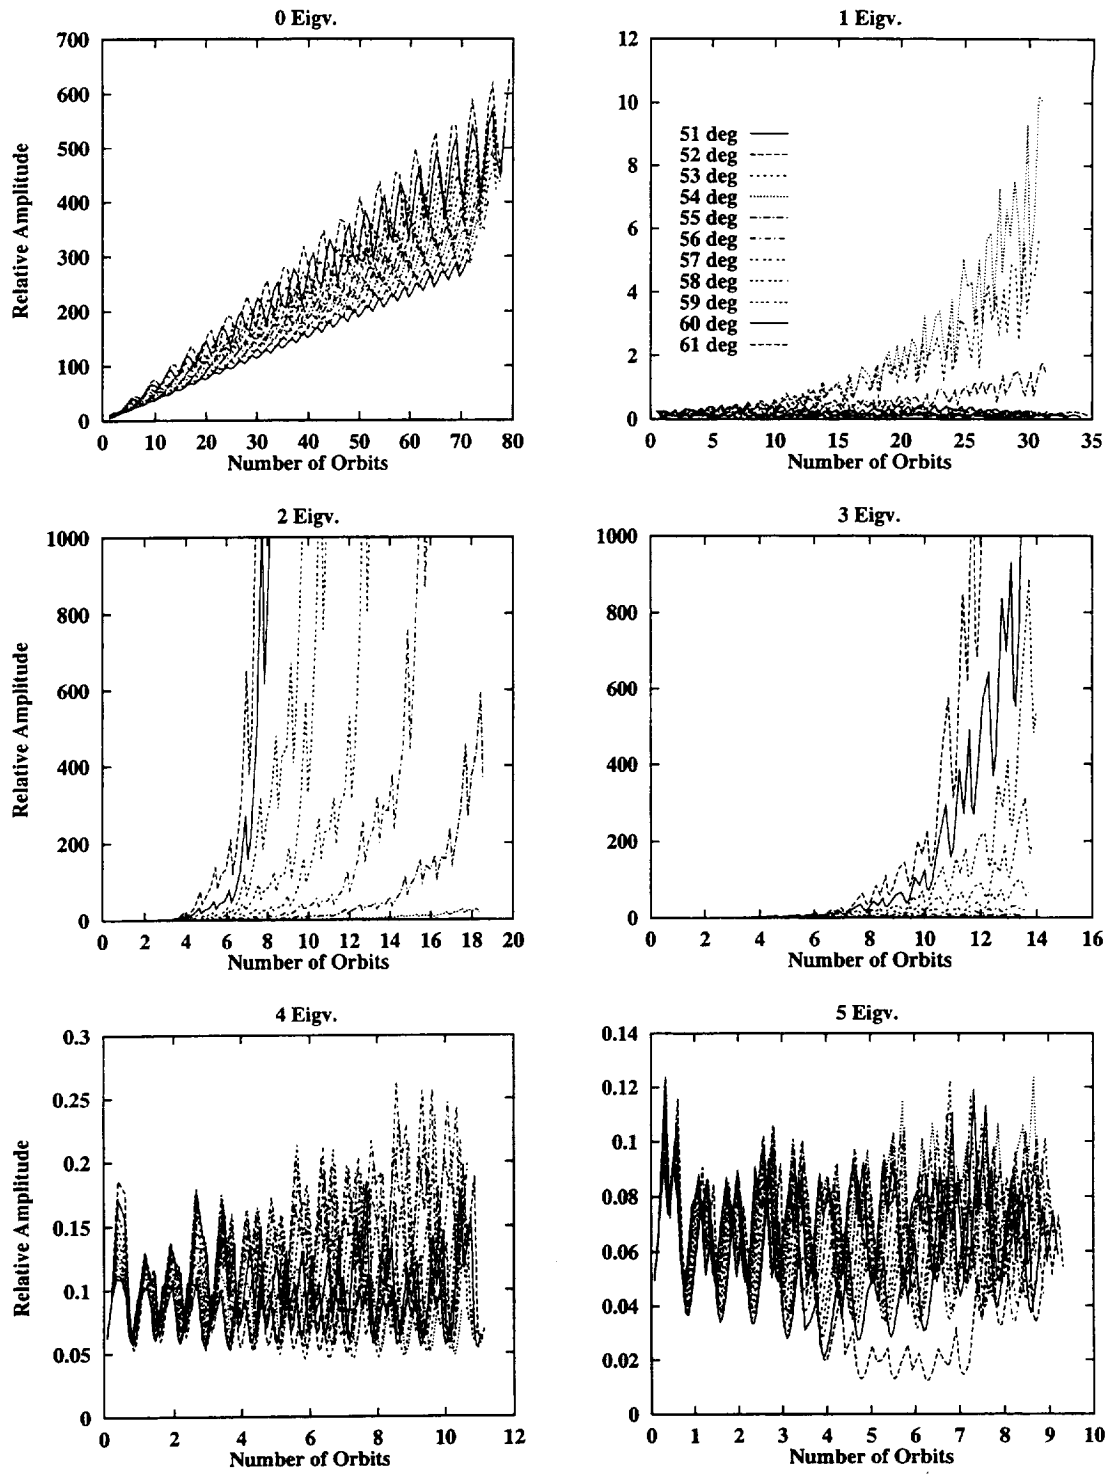 0 Eigv.
700
600
500
400
300
200
100
0
Relative Amplitude
0 10 20 30 40 50 60 70 80
Number of Orbits
1 Eigv.
12
10
8
6
4
2
0
51 deg
52 deg
53 deg
54 deg
55 deg
56 deg
57 deg
58 deg
59 deg
60 deg
61 deg
0 5 10 15 20 25 30 35
Number of Orbits
2 Eigv.
1000
800
600
400
200
0
Relative Amplitude
0 2 4 6 8 10 12 14 16 18 20
Number of Orbits
3 Eigv.
1000
800
600
400
200
0
0 2 4 6 8 10 12 14 16
Number of Orbits
4 Eigv.
0.3
0.25
0.2
0.15
0.1
0.05
0
Relative Amplitude
0 2 4 6 8 10 12
Number of Orbits
5 Eigv.
0.14
0.12
0.1
0.08
0.06
0.04
0.02
0
0 1 2 3 4 5 6 7 8 9 10
Number of Orbits